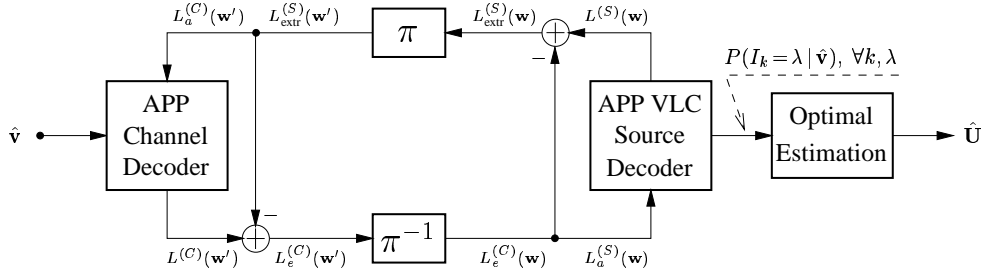 L_a^{(C)}(w′) L_{extr}^{(S)}(w′) π L_{extr}^{(S)}(w) + L^{(S)}(w)
−
P(I_k = λ | v̂), ∀k, λ
v̂
APP
Channel
Decoder
APP VLC
Source
Decoder
Optimal
Estimation
Û
−
L^{(C)}(w′) + L_e^{(C)}(w′) π^{−1} L_e^{(C)}(w) L_a^{(S)}(w)